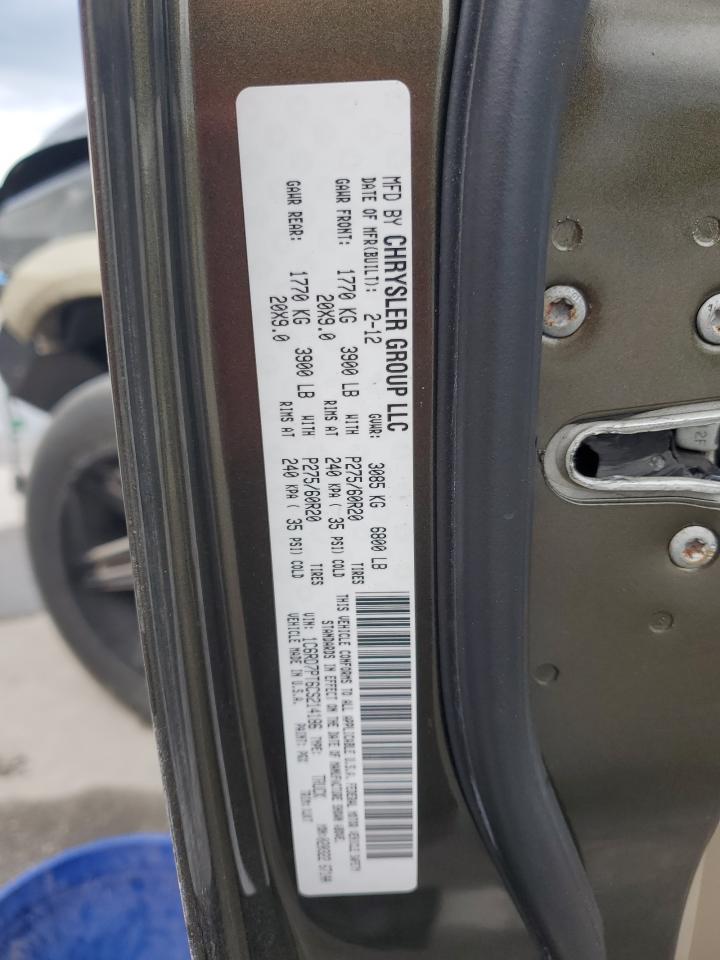 MFD BY CHRYSLER GROUP LLC
DATE OF MFR(BUILT): 2-12 GVWR: 3085 KG 6800 LB
GAWR FRONT: 1770 KG 3900 LB WITH P275/60R20 TIRES
20X9.0 RIMS AT 240 KPA ( 35 PSI) COLD
GAWR REAR: 1770 KG 3900 LB WITH P275/60R20 TIRES
20X9.0 RIMS AT 240 KPA ( 35 PSI) COLD
THIS VEHICLE CONFORMS TO ALL APPLICABLE U.S.A. FEDERAL MOTOR VEHICLE SAFETY
STANDARDS IN EFFECT ON THE DATE OF MANUFACTURE SHOWN ABOVE.
VIN: 1C6RD7PT6CS214196 TYPE: TRUCK
VEHICLE MADE IN U.S.A. PAINT: TRIM: